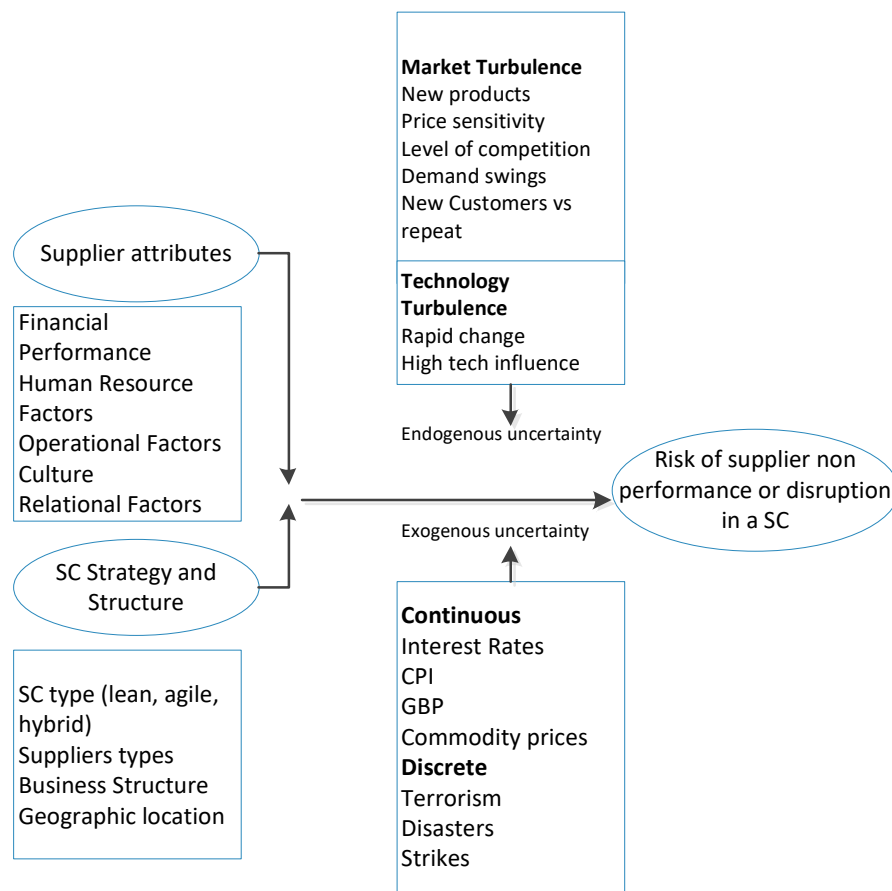 Market Turbulence
New products
Price sensitivity
Level of competition
Demand swings
New Customers vs
repeat
Technology
Turbulence
Rapid change
High tech influence
Endogenous uncertainty
Supplier attributes
Financial
Performance
Human Resource
Factors
Operational Factors
Culture
Relational Factors
SC Strategy and
Structure
SC type (lean, agile,
hybrid)
Suppliers types
Business Structure
Geographic location
Exogenous uncertainty
Continuous
Interest Rates
CPI
GBP
Commodity prices
Discrete
Terrorism
Disasters
Strikes
Risk of supplier non
performance or disruption
in a SC